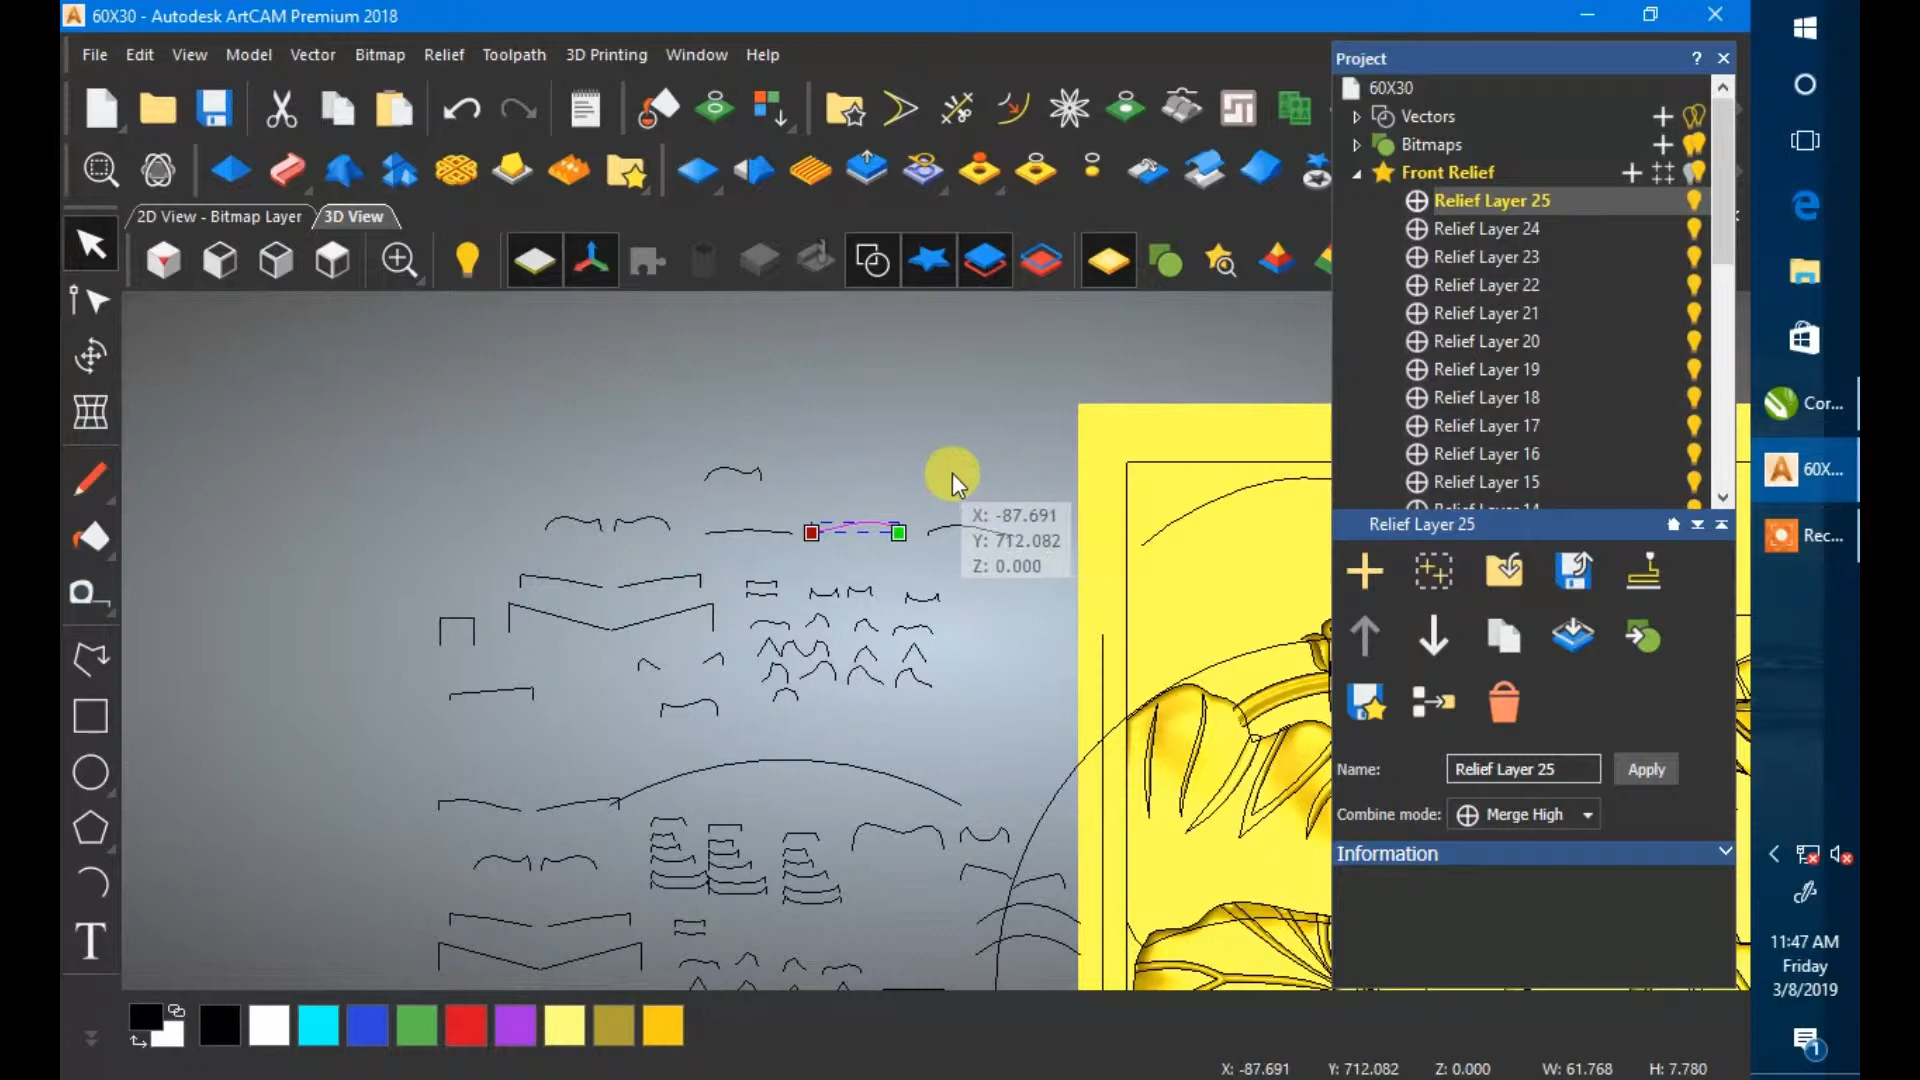 60X30 - Autodesk ArtCAM Premium 2018
File Edit View Model Vector Bitmap Relief Toolpath 3D Printing Window Help
Project
60X30
Vectors
Bitmaps
Front Relief
Relief Layer 25
Relief Layer 24
Relief Layer 23
Relief Layer 22
Relief Layer 21
Relief Layer 20
Relief Layer 19
Relief Layer 18
Relief Layer 17
Relief Layer 16
Relief Layer 15
2D View - Bitmap Layer
3D View
X: -87.691
Y: 712.082
Z: 0.000
Relief Layer 25
Name: Relief Layer 25 Apply
Combine mode: Merge High
Information
X: -87.691 Y: 712.082 Z: 0.000 W: 61.768 H: 7.780
Cor...
60X...
Rec...
11:47 AM
Friday
3/8/2019
1